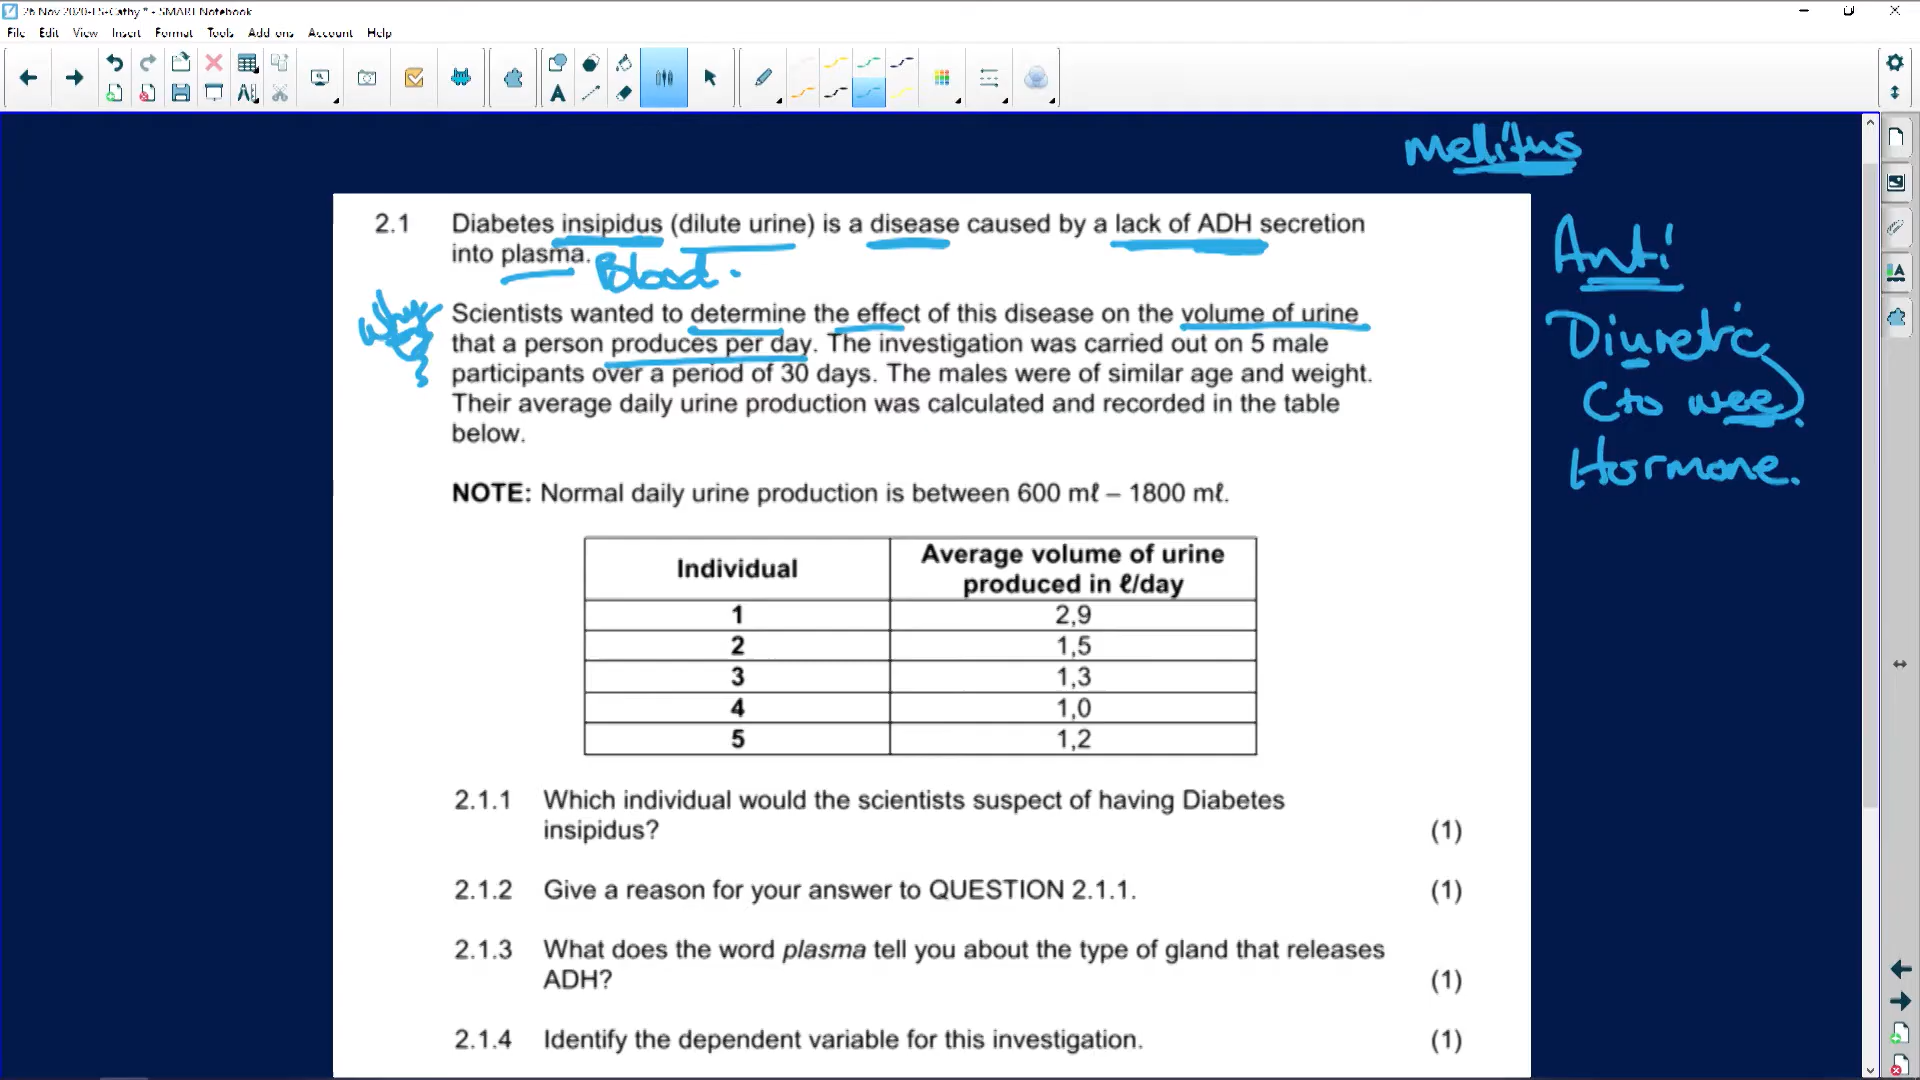 26 Nov 2020-LS-Cathy * - SMART Notebook
File Edit View Insert Format Tools Add-ons Account Help
Mellitus
2.1 Diabetes insipidus (dilute urine) is a disease caused by a lack of ADH secretion
into plasma. Blood.
Anti
Why
Scientists wanted to determine the effect of this disease on the volume of urine
that a person produces per day. The investigation was carried out on 5 male
Diuretic
participants over a period of 30 days. The males were of similar age and weight.
Their average daily urine production was calculated and recorded in the table
below.
(to wee).
Hormone.
NOTE: Normal daily urine production is between 600 mℓ – 1800 mℓ.
Individual
Average volume of urine
produced in ℓ/day
1 2,9
2 1,5
3 1,3
4 1,0
5 1,2
2.1.1 Which individual would the scientists suspect of having Diabetes
insipidus? (1)
2.1.2 Give a reason for your answer to QUESTION 2.1.1. (1)
2.1.3 What does the word plasma tell you about the type of gland that releases
ADH? (1)
2.1.4 Identify the dependent variable for this investigation. (1)